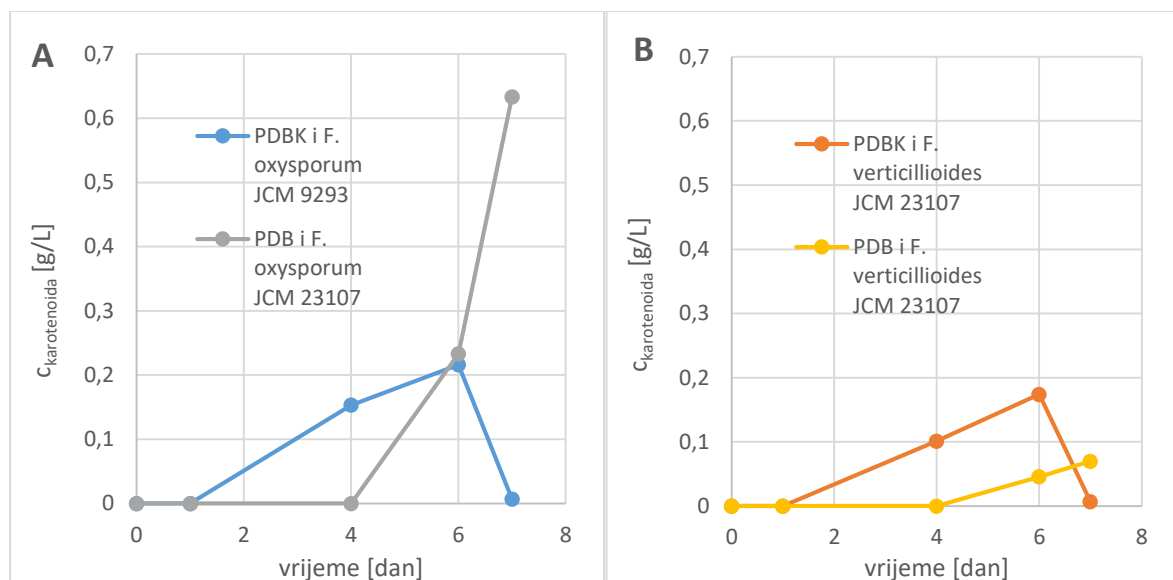 A
0,7
0,6
0,5
0,4
0,3
0,2
0,1
0
c karotenoida [g/L]
PDBK i F.
oxysporum
JCM 9293
PDB i F.
oxysporum
JCM 23107
0 2 4 6 8
vrijeme [dan]
B
0,7
0,6
0,5
0,4
0,3
0,2
0,1
0
c karotenoida [g/L]
PDBK i F.
verticillioides
JCM 23107
PDB i F.
verticillioides
JCM 23107
0 2 4 6 8
vrijeme [dan]